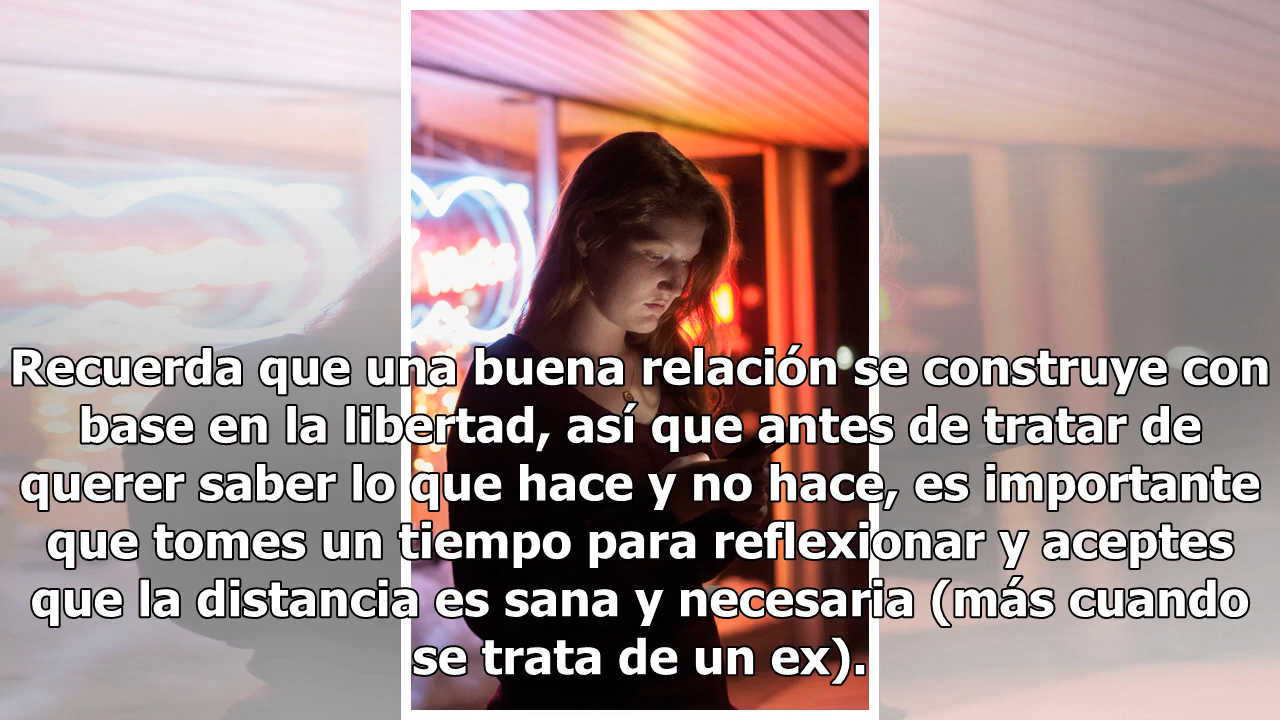 Recuerda que una buena relación se construye con
base en la libertad, así que antes de tratar de
querer saber lo que hace y no hace, es importante
que tomes un tiempo para reflexionar y aceptes
que la distancia es sana y necesaria (más cuando
se trata de un ex).